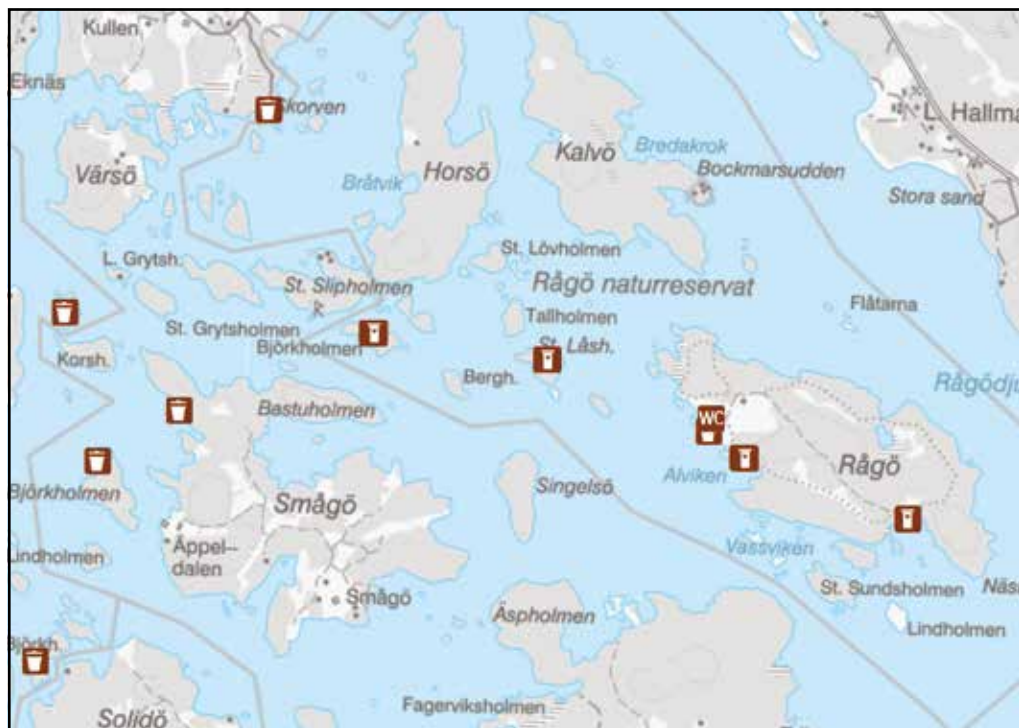 Kullen
Eknäs
Skorven
L. Hallma
Värsö
Bråtvik
Horsö
Kalvö
Bredakrok
Bockmarsudden
Stora sand
L. Grytsh.
St. Slipholmen
St. Lövholmen
Rågö naturreservat
Flåtarna
St. Grytsholmen
Björkholmen
Tallholmen
St. Låsh.
Korsh.
Bergh.
Rågödju
Bastuholmen
WC
Björkholmen
Smågö
Singelsö
Alviken
Rågö
Lindholmen
Äppel–
dalen
Vassviken
Smågö
Äspholmen
St. Sundsholmen
Näss
Lindholmen
Björkh.
Solidö
Fagerviksholmen